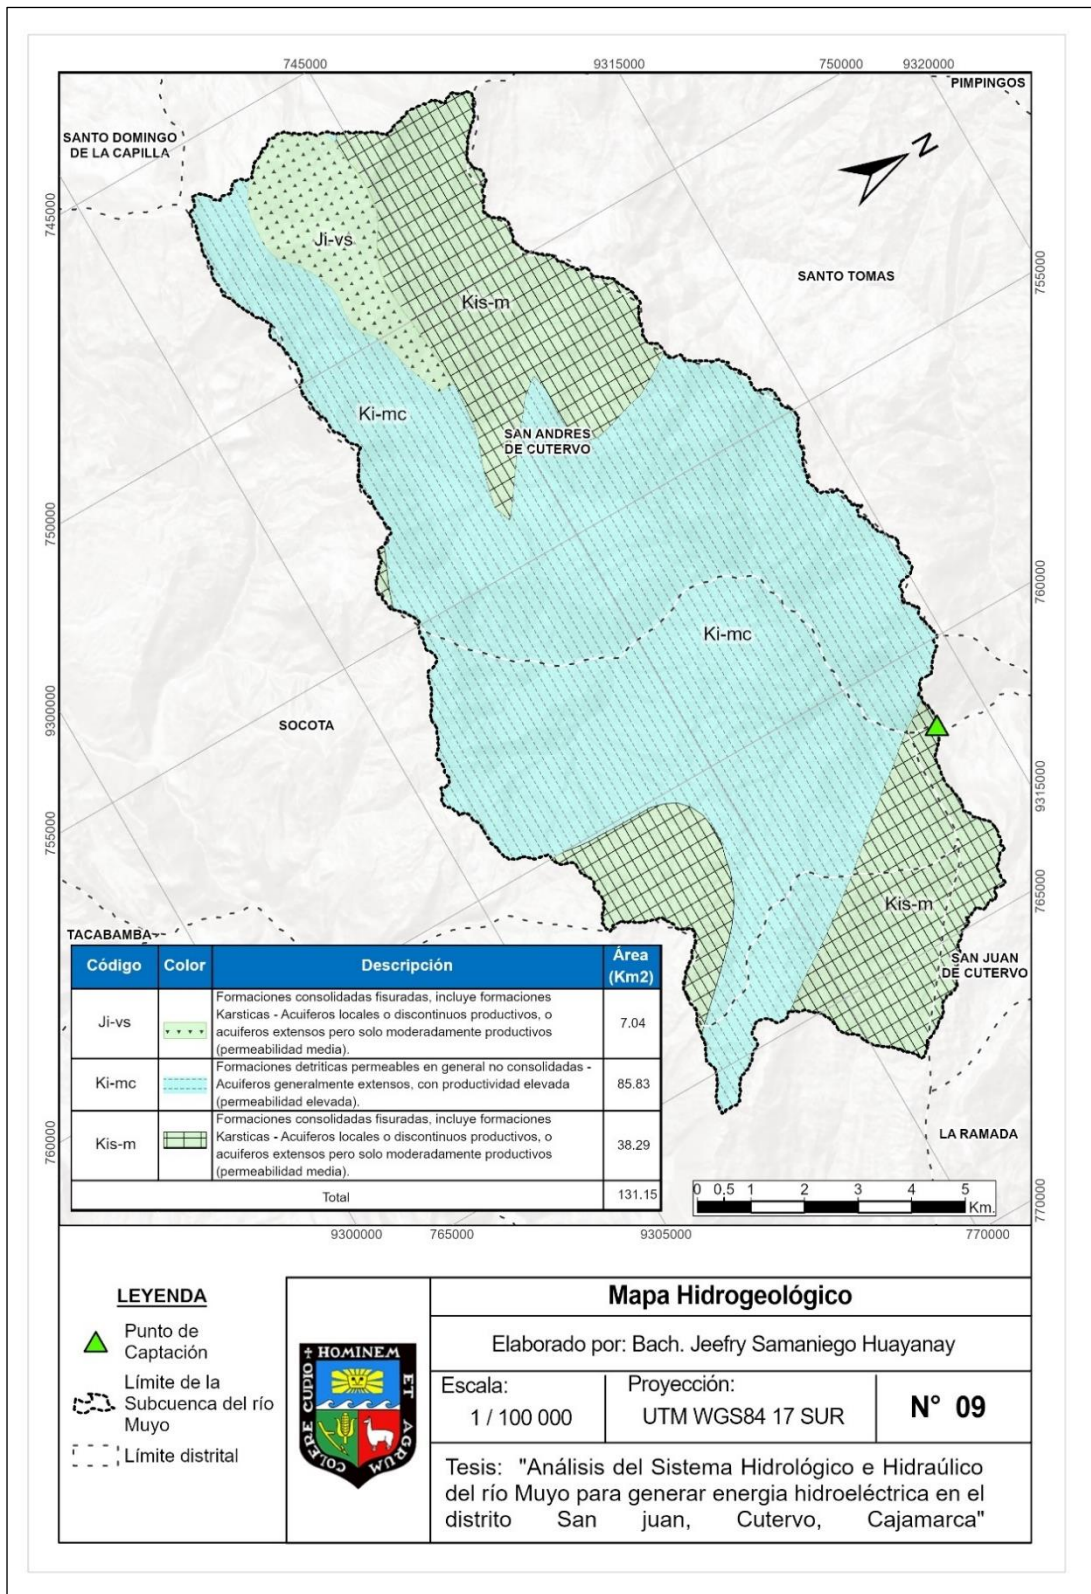 745000
9315000
750000
9320000
PIMPINGOS
SANTO DOMINGO
DE LA CAPILLA
N
745000
Ji-vs
SANTO TOMAS
755000
Kis-m
Ki-mc
SAN ANDRES
DE CUTERVO
750000
760000
Ki-mc
9300000
SOCOTA
9315000
755000
765000
Kis-m
TACABAMBA
SAN JUAN
DE CUTERVO
Código Color Descripción Área
(Km2)
Ji-vs
Formaciones consolidadas fisuradas, incluye formaciones
Karsticas - Acuiferos locales o discontinuos productivos, o
acuiferos extensos pero solo moderadamente productivos
(permeabilidad media).
7.04
Ki-mc
Formaciones detríticas permeables en general no consolidadas -
Acuiferos generalmente extensos, con productividad elevada
(permeabilidad elevada).
85.83
Kis-m
Formaciones consolidadas fisuradas, incluye formaciones
Karsticas - Acuiferos locales o discontinuos productivos, o
acuiferos extensos pero solo moderadamente productivos
(permeabilidad media).
38.29
Total 131.15
760000
LA RAMADA
0 0.5 1 2 3 4 5
Km.
770000
9300000
765000
9305000
770000
LEYENDA
Punto de
Captación
Límite de la
Subcuenca del río
Muyo
Límite distrital
COLERE CUPIO + HOMINEM ET AGRUM
Mapa Hidrogeológico
Elaborado por: Bach. Jeefry Samaniego Huayanay
Escala:
1 / 100 000
Proyección:
UTM WGS84 17 SUR
N° 09
Tesis: "Análisis del Sistema Hidrológico e Hidraúlico
del río Muyo para generar energia hidroeléctrica en el
distrito San juan, Cutervo, Cajamarca"